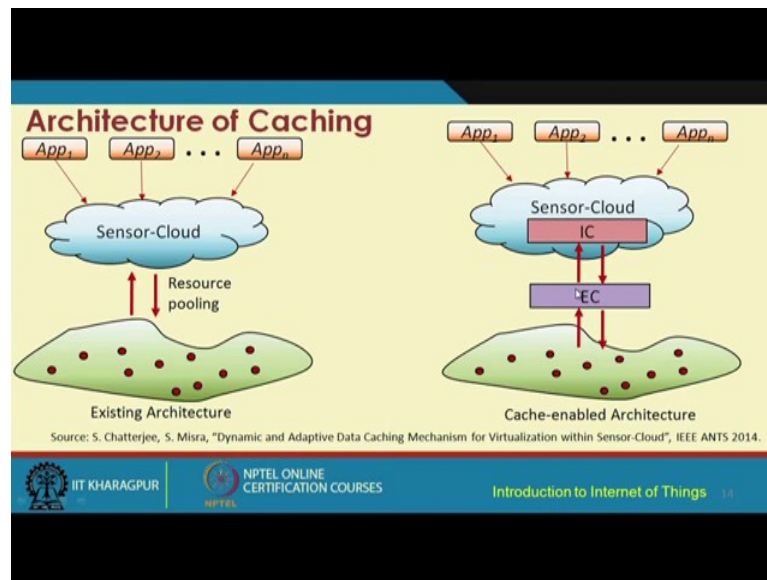 Architecture of Caching
App1 App2 ... Appn
Sensor-Cloud
Resource
pooling
Existing Architecture
App1 App2 ... Appn
Sensor-Cloud
IC
EC
Cache-enabled Architecture
Source: S. Chatterjee, S. Misra, “Dynamic and Adaptive Data Caching Mechanism for Virtualization within Sensor-Cloud”, IEEE ANTS 2014.
IIT KHARAGPUR
NPTEL
NPTEL ONLINE
CERTIFICATION COURSES
Introduction to Internet of Things 14